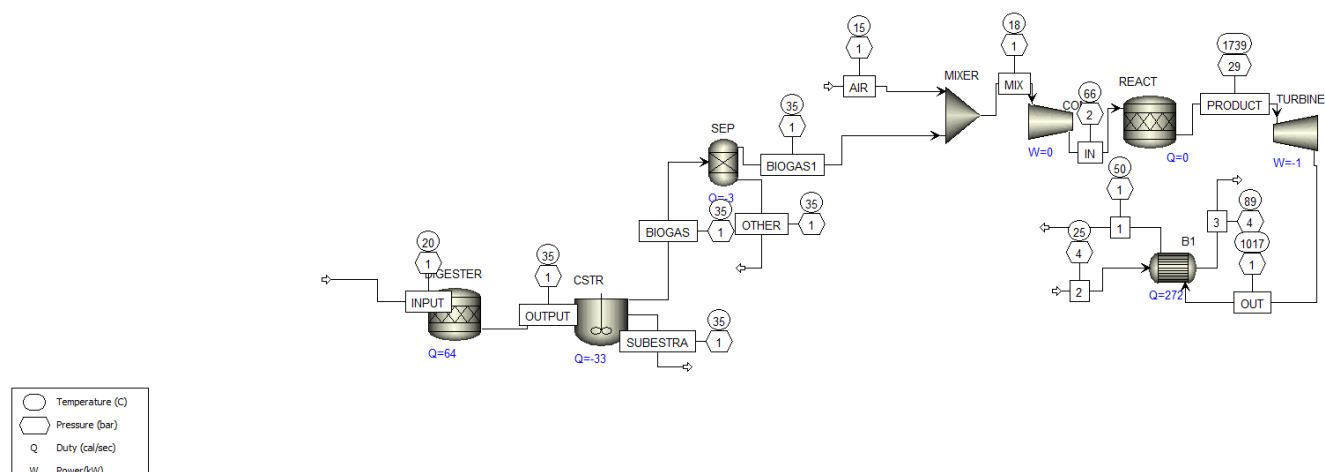 15
1
AIR
MIXER
18
1
MIX
66
2
IN
W=0
REACT
Q=0
1739
29
PRODUCT
TURBINE
W=-1
35
1
BIOGAS1
SEP
35
1
BIOGAS
35
1
OTHER
50
1
1
25
4
2
B1
Q=272
3
89
4
1017
1
OUT
20
1
INPUT
Q=64
35
1
OUTPUT
CSTR
Q=-33
35
1
SUBESTRA
Temperature (C)
Pressure (bar)
Q Duty (cal/sec)
W Power(kW)